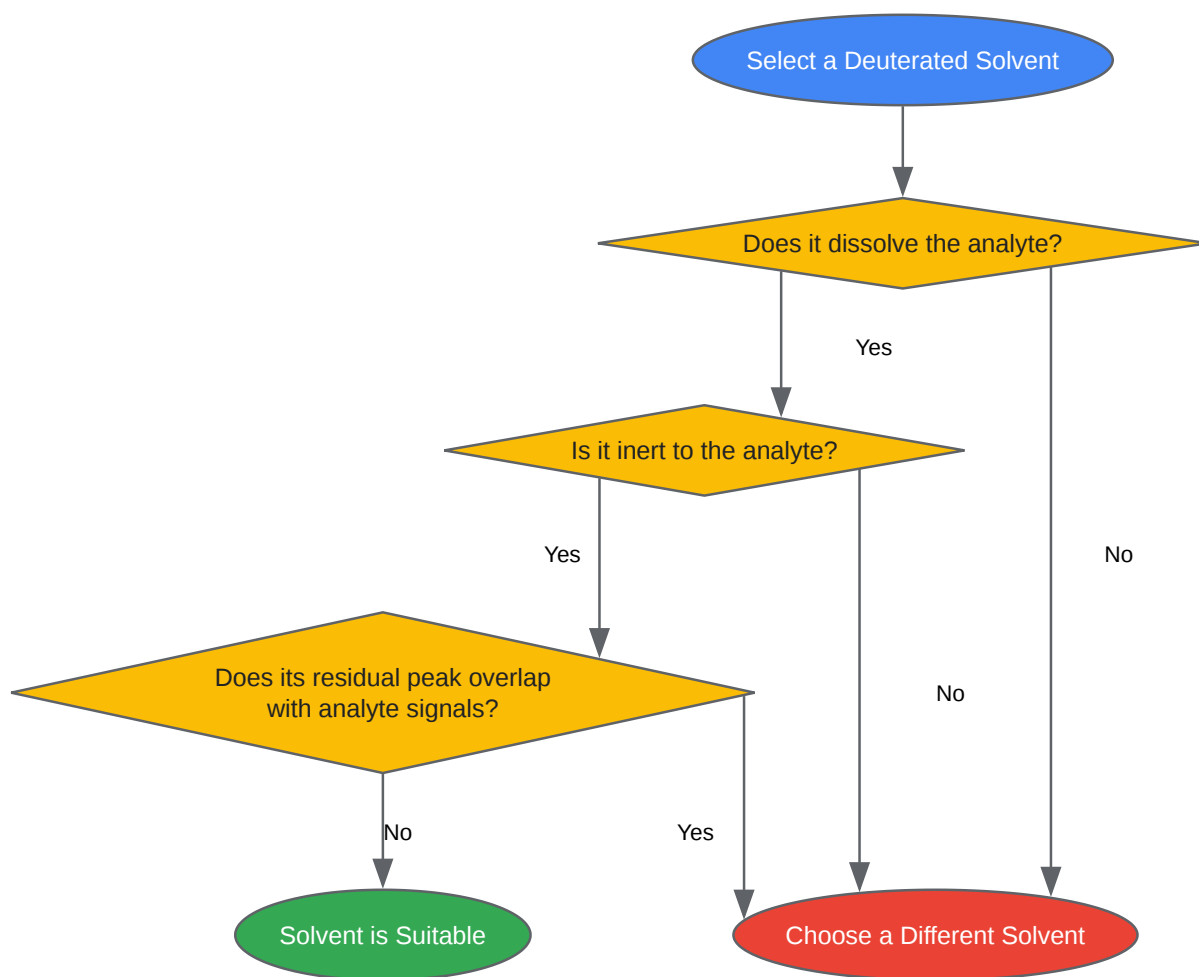 Select a Deuterated Solvent
Does it dissolve the analyte?
Yes
Is it inert to the analyte?
Yes
No
Does its residual peak overlap
with analyte signals?
No
No
Yes
Solvent is Suitable
Choose a Different Solvent